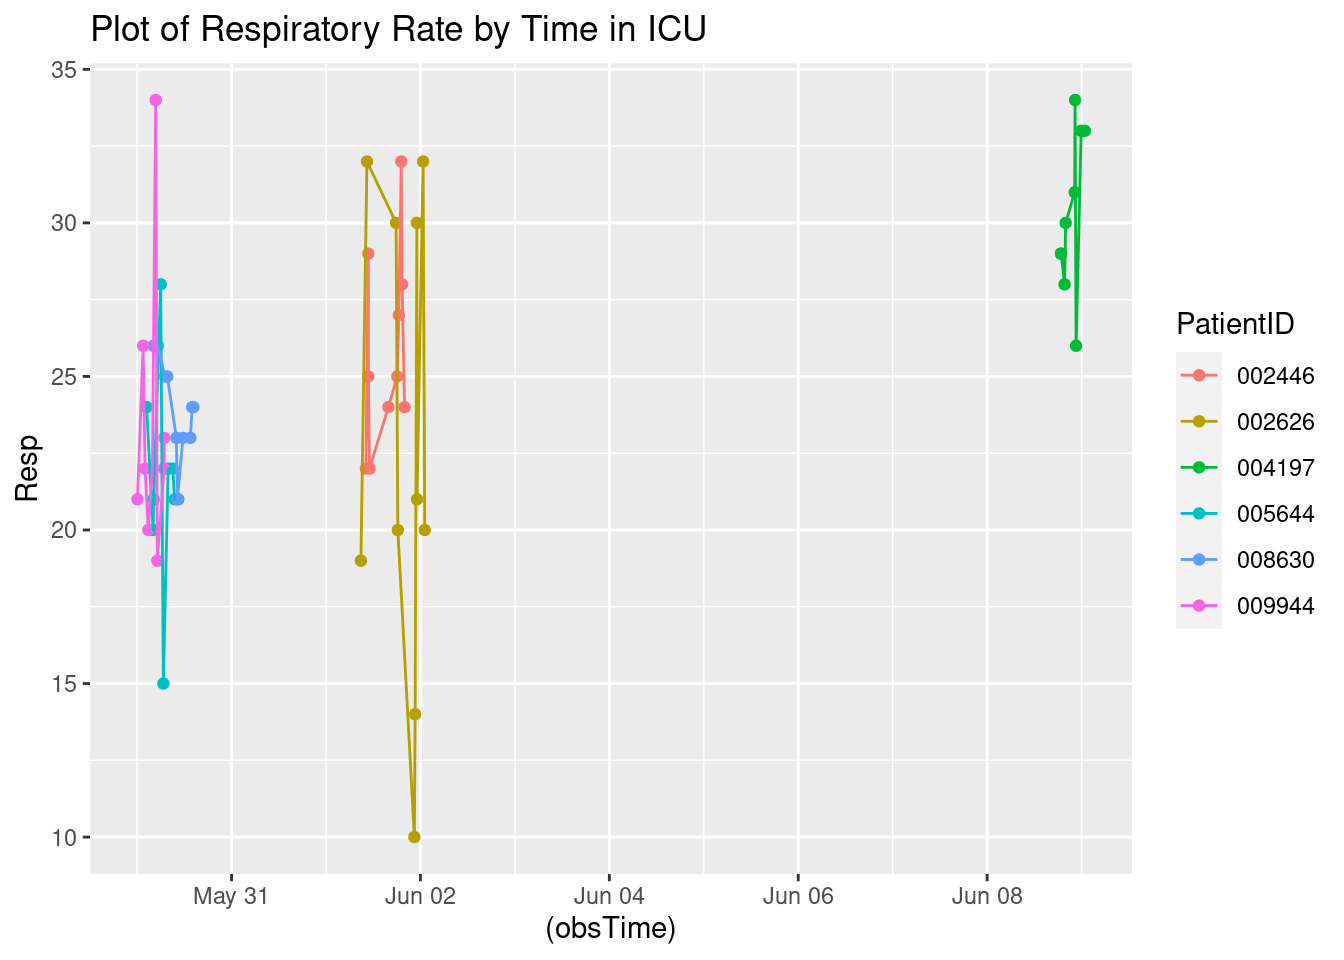 Plot of Respiratory Rate by Time in ICU
35
30
25
20
15
10
Resp
May 31
Jun 02
Jun 04
Jun 06
Jun 08
(obsTime)
PatientID
002446
002626
004197
005644
008630
009944